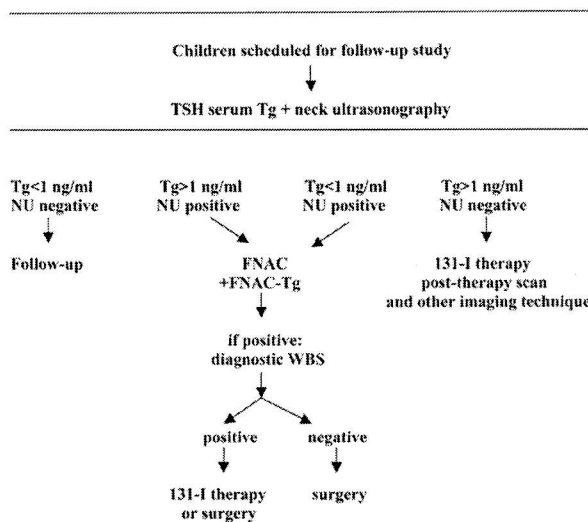 Children scheduled for follow-up study
TSH serum Tg + neck ultrasonography
Tg<1 ng/ml
NU negative
Tg>1 ng/ml
NU positive
Tg<1 ng/ml
NU positive
Tg>1 ng/ml
NU negative
Follow-up
FNAC
+FNAC-Tg
131-I therapy
post-therapy scan
and other imaging technique
if positive:
diagnostic WBS
positive
negative
131-I therapy
or surgery
surgery